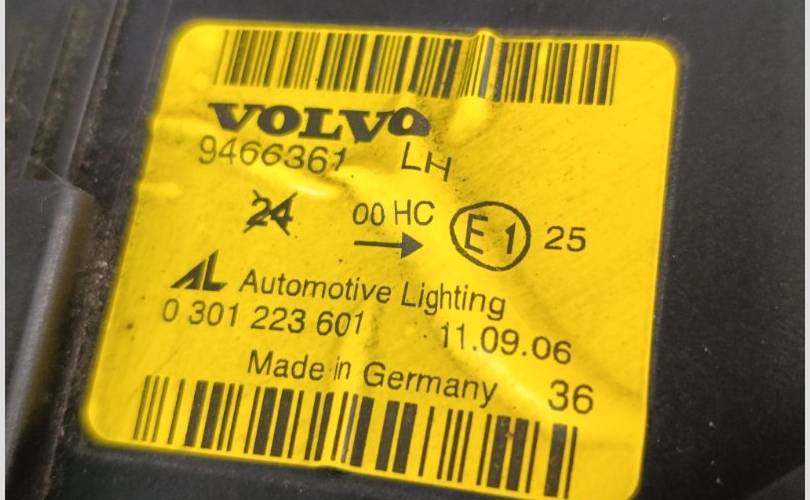 VOLVO
9466361 LH
24 00 HC E1 25
AL Automotive Lighting
0 301 223 601 11.09.06
Made in Germany 36